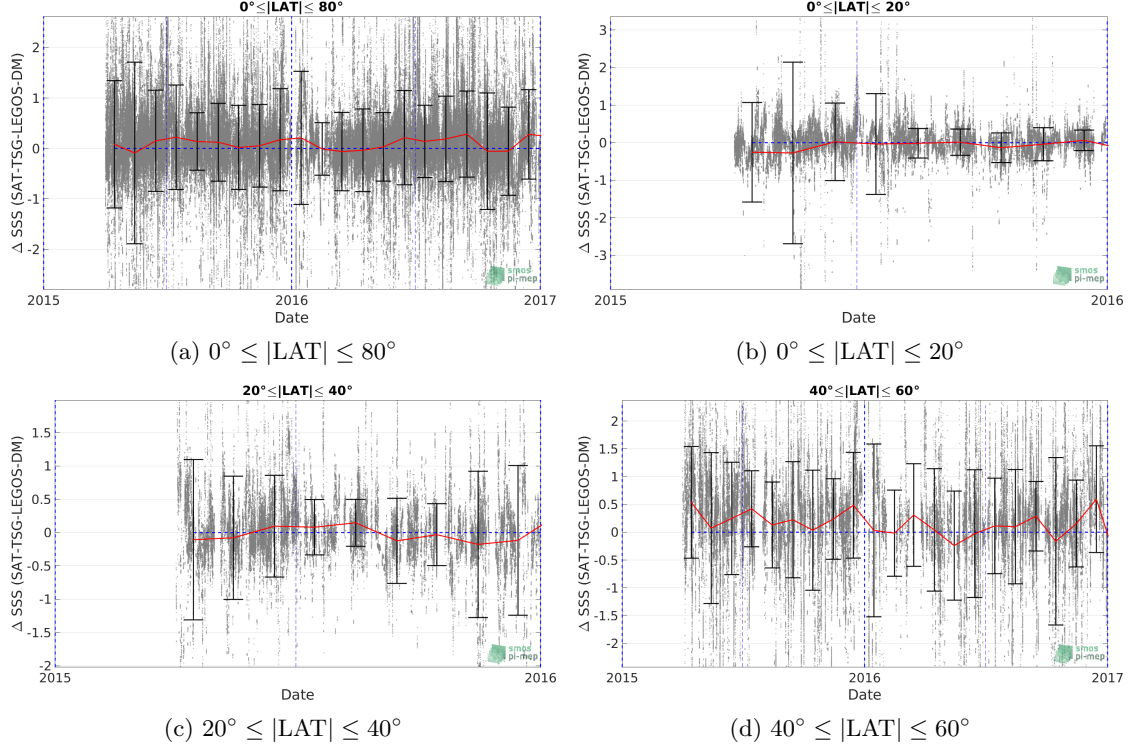 0°≤|LAT|≤ 80°
Δ SSS (SAT-TSG-LEGOS-DM)
2
1
0
-1
-2
2015
2016
2017
Date
smos
pi-mep
(a) 0° ≤ |LAT| ≤ 80°
0°≤|LAT|≤ 20°
Δ SSS (SAT-TSG-LEGOS-DM)
3
2
1
0
-1
-2
-3
2015
2016
Date
smos
pi-mep
(b) 0° ≤ |LAT| ≤ 20°
20°≤|LAT|≤ 40°
Δ SSS (SAT-TSG-LEGOS-DM)
1.5
1
0.5
0
-0.5
-1
-1.5
-2
2015
2016
Date
smos
pi-mep
(c) 20° ≤ |LAT| ≤ 40°
40°≤|LAT|≤ 60°
Δ SSS (SAT-TSG-LEGOS-DM)
2
1.5
1
0.5
0
-0.5
-1
-1.5
-2
2015
2016
2017
Date
smos
pi-mep
(d) 40° ≤ |LAT| ≤ 60°